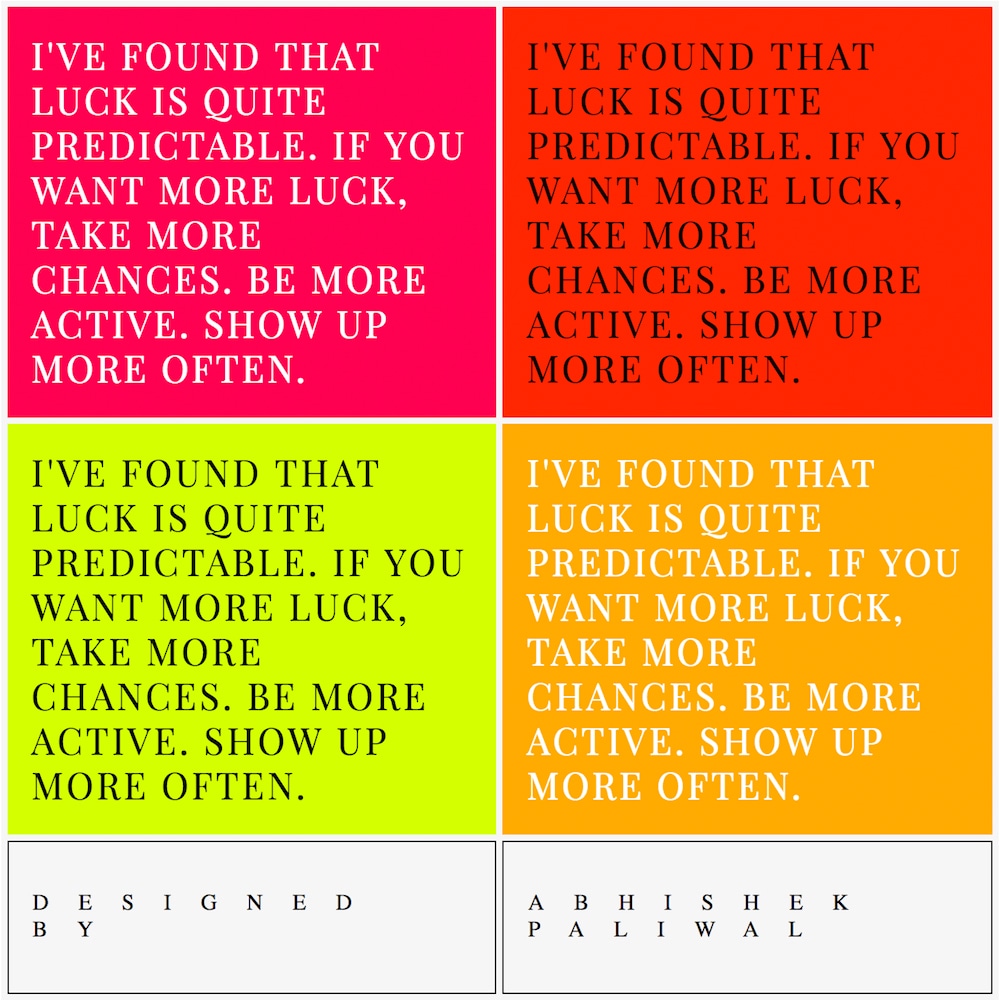 I'VE FOUND THAT
LUCK IS QUITE
PREDICTABLE. IF YOU
WANT MORE LUCK,
TAKE MORE
CHANCES. BE MORE
ACTIVE. SHOW UP
MORE OFTEN.
I'VE FOUND THAT
LUCK IS QUITE
PREDICTABLE. IF YOU
WANT MORE LUCK,
TAKE MORE
CHANCES. BE MORE
ACTIVE. SHOW UP
MORE OFTEN.
I'VE FOUND THAT
LUCK IS QUITE
PREDICTABLE. IF YOU
WANT MORE LUCK,
TAKE MORE
CHANCES. BE MORE
ACTIVE. SHOW UP
MORE OFTEN.
I'VE FOUND THAT
LUCK IS QUITE
PREDICTABLE. IF YOU
WANT MORE LUCK,
TAKE MORE
CHANCES. BE MORE
ACTIVE. SHOW UP
MORE OFTEN.
DESIGNED
BY
ABHISHEK
PALIWAL